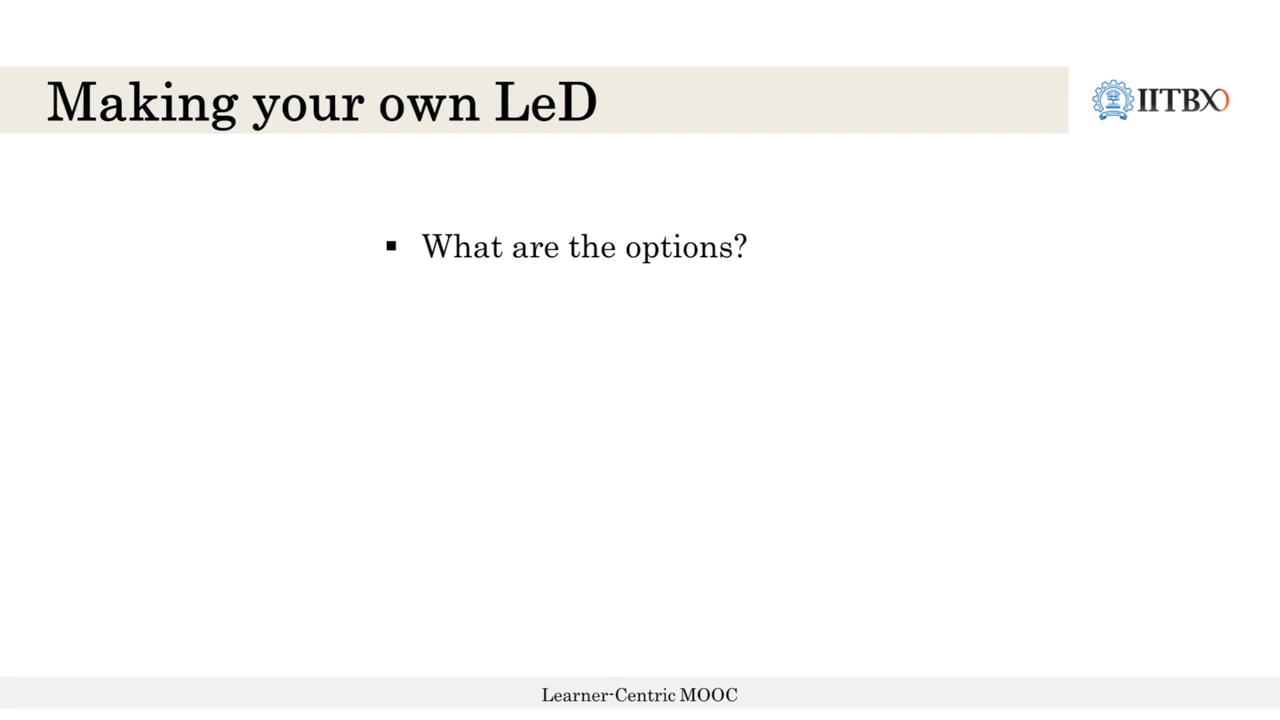 Making your own LeD
IITBX
▪ What are the options?
Learner-Centric MOOC